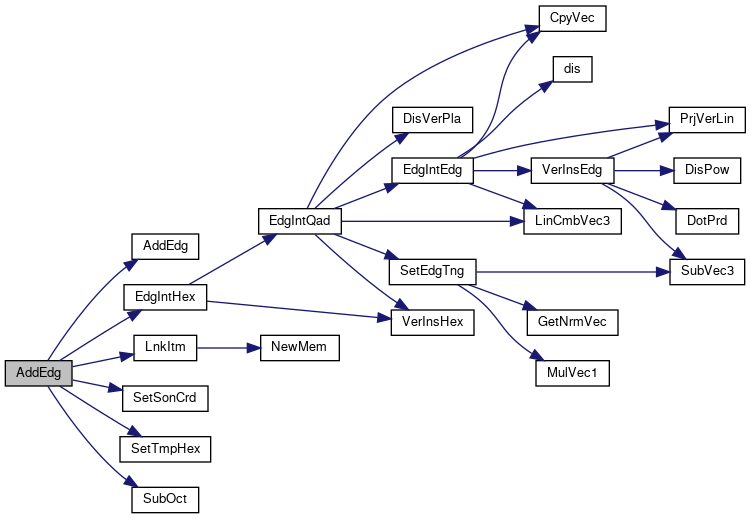 CpyVec
dis
DisVerPla
PrjVerLin
EdgIntEdg
VerInsEdg
DisPow
EdgIntQad
LinCmbVec3
DotPrd
AddEdg
SetEdgTng
SubVec3
EdgIntHex
VerInsHex
GetNrmVec
LnkItm
NewMem
AddEdg
MulVec1
SetSonCrd
SetTmpHex
SubOct